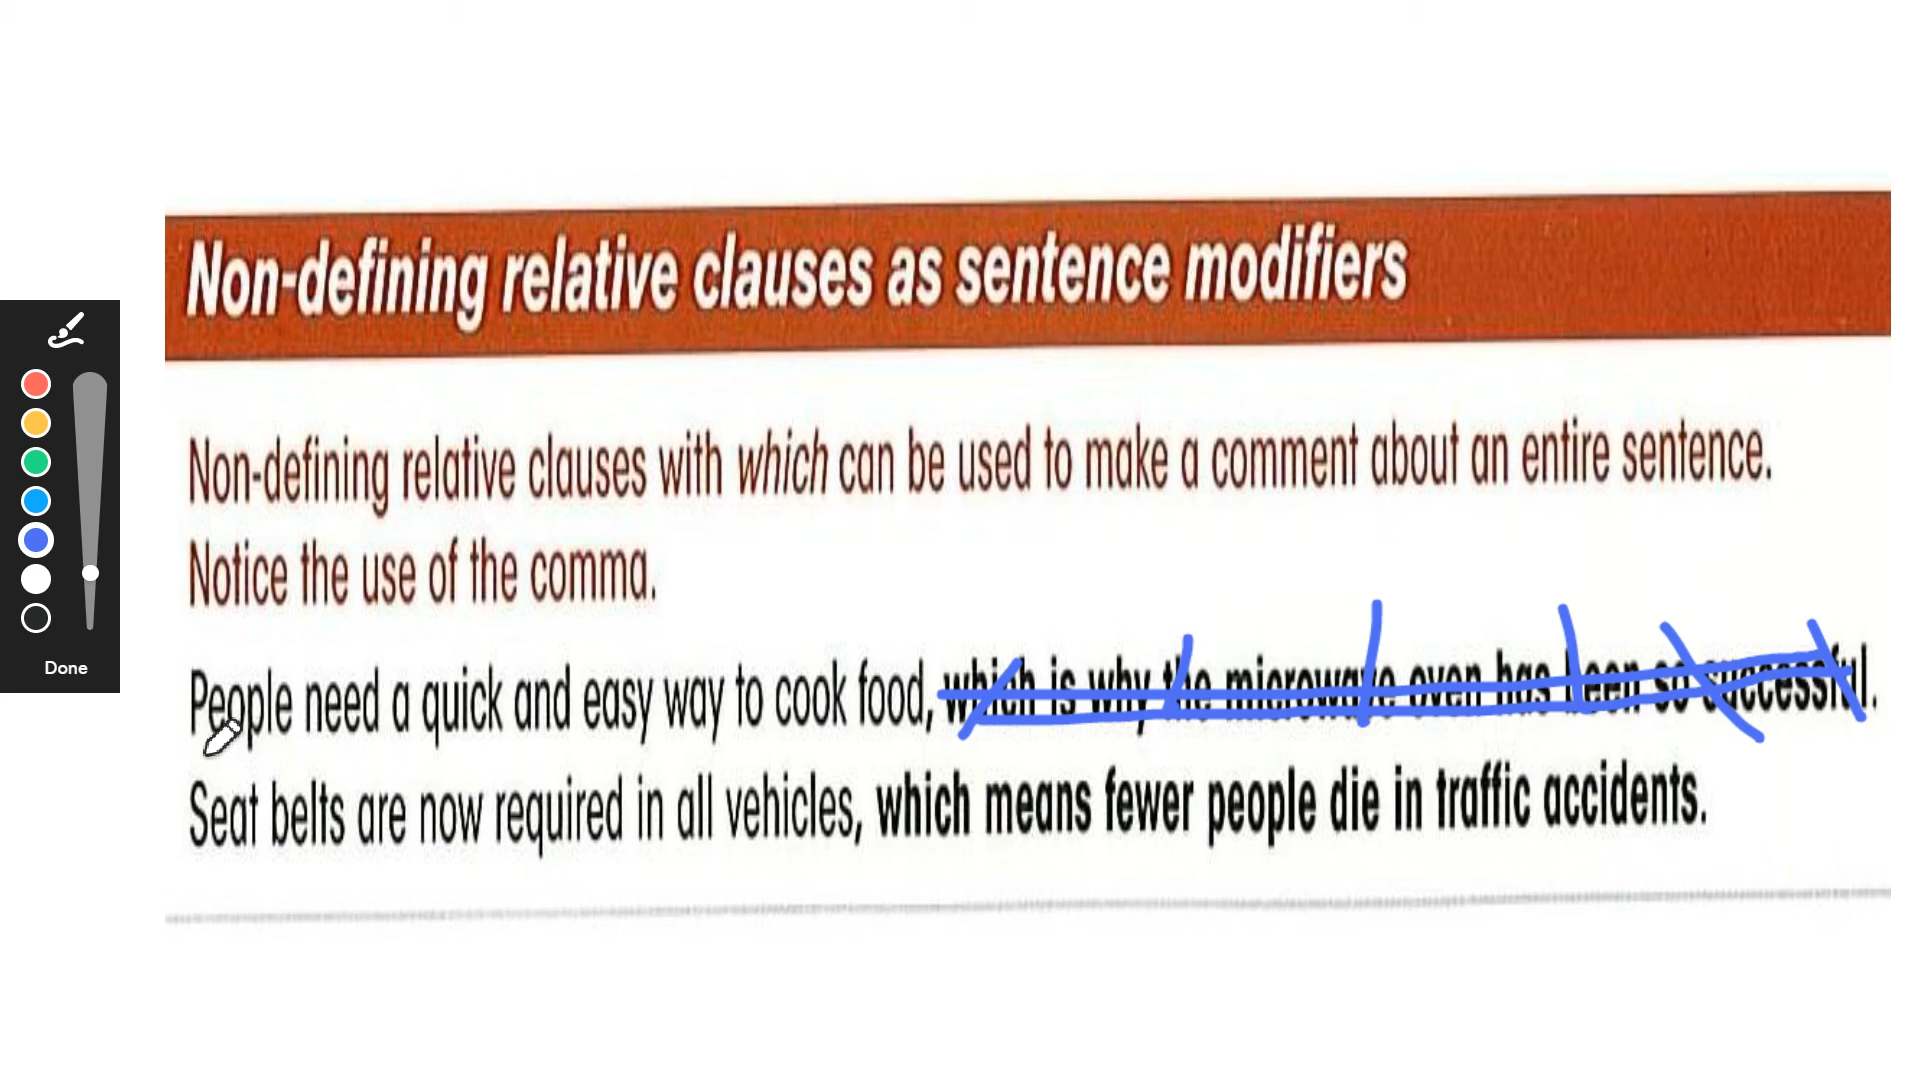 Non-defining relative clauses as sentence modifiers
Non-defining relative clauses with which can be used to make a comment about an entire sentence.
Notice the use of the comma.
People need a quick and easy way to cook food, which is why the microwave oven has been so successful.
Seat belts are now required in all vehicles, which means fewer people die in traffic accidents.
Done